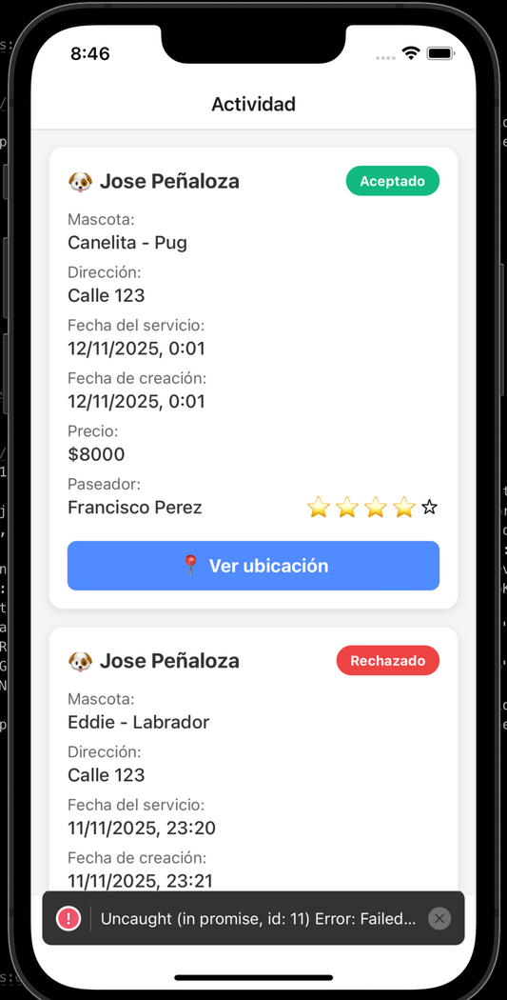 8:46
Actividad
Jose Peñaloza
Aceptado
Mascota:
Canelita - Pug
Dirección:
Calle 123
Fecha del servicio:
12/11/2025, 0:01
Fecha de creación:
12/11/2025, 0:01
Precio:
$8000
Paseador:
Francisco Perez
Ver ubicación
Jose Peñaloza
Rechazado
Mascota:
Eddie - Labrador
Dirección:
Calle 123
Fecha del servicio:
11/11/2025, 23:20
Fecha de creación:
11/11/2025, 23:21
Uncaught (in promise, id: 11) Error: Failed...